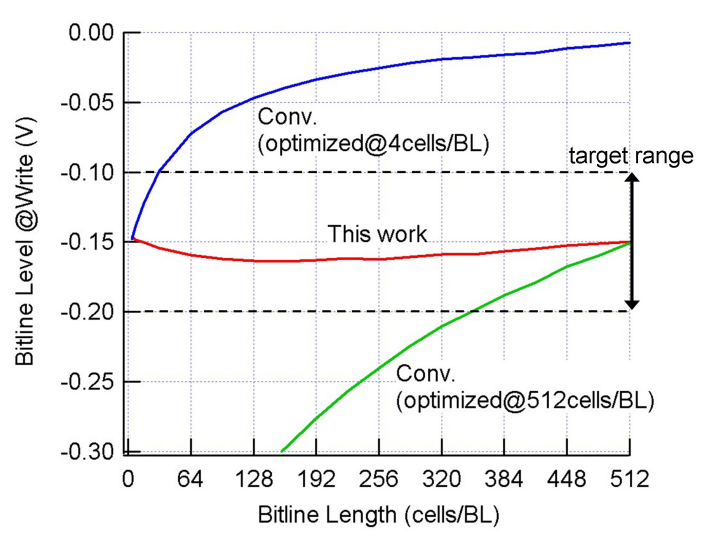 0.00
-0.05
-0.10
-0.15
-0.20
-0.25
-0.30
Bitline Level @Write (V)
Conv.
(optimized@4cells/BL)
target range
This work
Conv.
(optimized@512cells/BL)
0 64 128 192 256 320 384 448 512
Bitline Length (cells/BL)